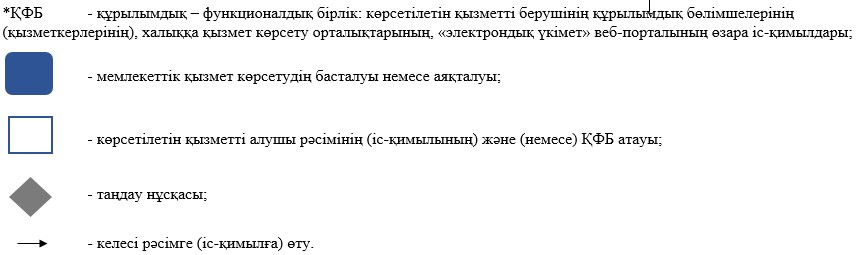 *ҚФБ - құрылымдық – функционалдық бірлік: көрсетілетін қызметті берушінің құрылымдық бөлімшелерінің
(қызметкерлерінің), халыққа қызмет көрсету орталықтарының, «электрондық үкімет» веб-порталының өзара іс-қимылдары;
- мемлекеттік қызмет көрсетудің басталуы немесе аяқталуы;
- көрсетілетін қызметті алушы рәсімінің (іс-қимылының) және (немесе) ҚФБ атауы;
- таңдау нұсқасы;
- келесі рәсімге (іс-қимылға) өту.